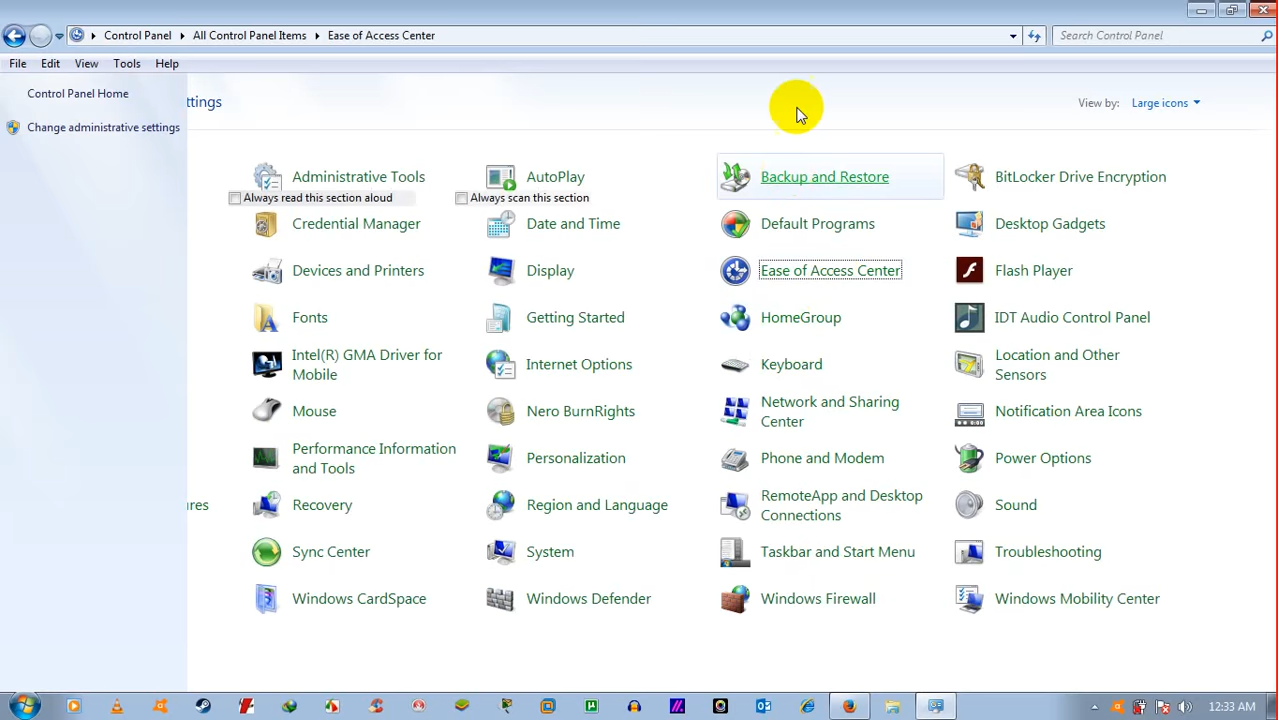 Control Panel All Control Panel Items Ease of Access Center Search Control Panel
File Edit View Tools Help
Control Panel Home
Change administrative settings
ttings
View by: Large icons
Administrative Tools AutoPlay Backup and Restore BitLocker Drive Encryption
Always read this section aloud Always scan this section
Credential Manager Date and Time Default Programs Desktop Gadgets
Devices and Printers Display Ease of Access Center Flash Player
Fonts Getting Started HomeGroup IDT Audio Control Panel
Intel(R) GMA Driver for
Mobile
Internet Options Keyboard
Location and Other
Sensors
Mouse Nero BurnRights
Network and Sharing
Center
Notification Area Icons
Performance Information
and Tools
Personalization Phone and Modem Power Options
ures Recovery Region and Language
RemoteApp and Desktop
Connections
Sound
Sync Center System Taskbar and Start Menu Troubleshooting
Windows CardSpace Windows Defender Windows Firewall Windows Mobility Center
12:33 AM